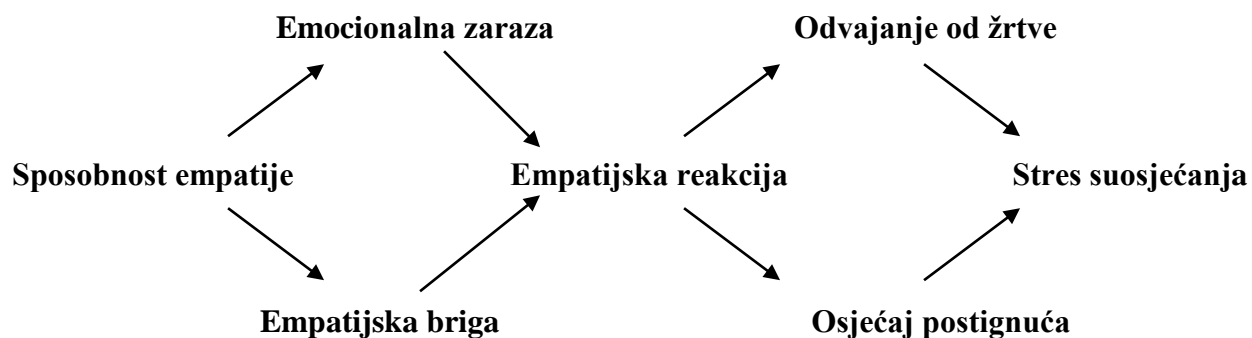 Emocionalna zaraza
Odvajanje od žrtve
Sposobnost empatije
Empatijska reakcija
Stres suosjećanja
Empatijska briga
Osjećaj postignuća